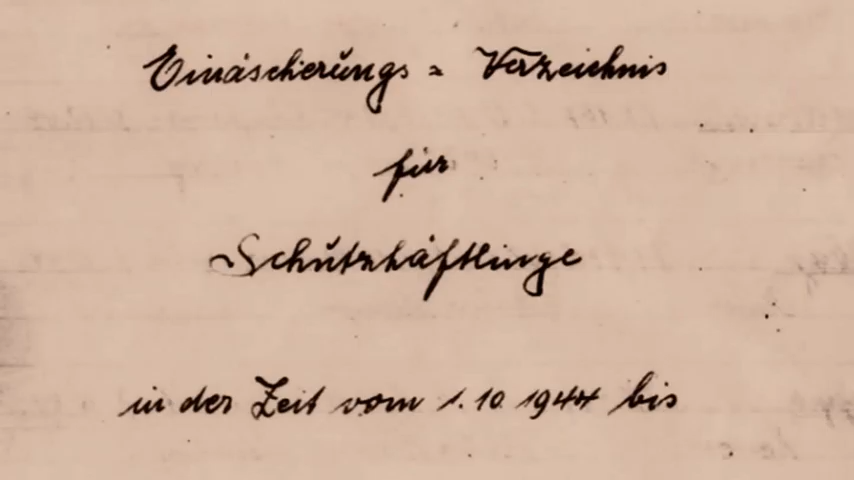 Einäscherungs = Verzeichnis
für
Schutzhäftlinge
in der Zeit vom 1.10.1944 bis